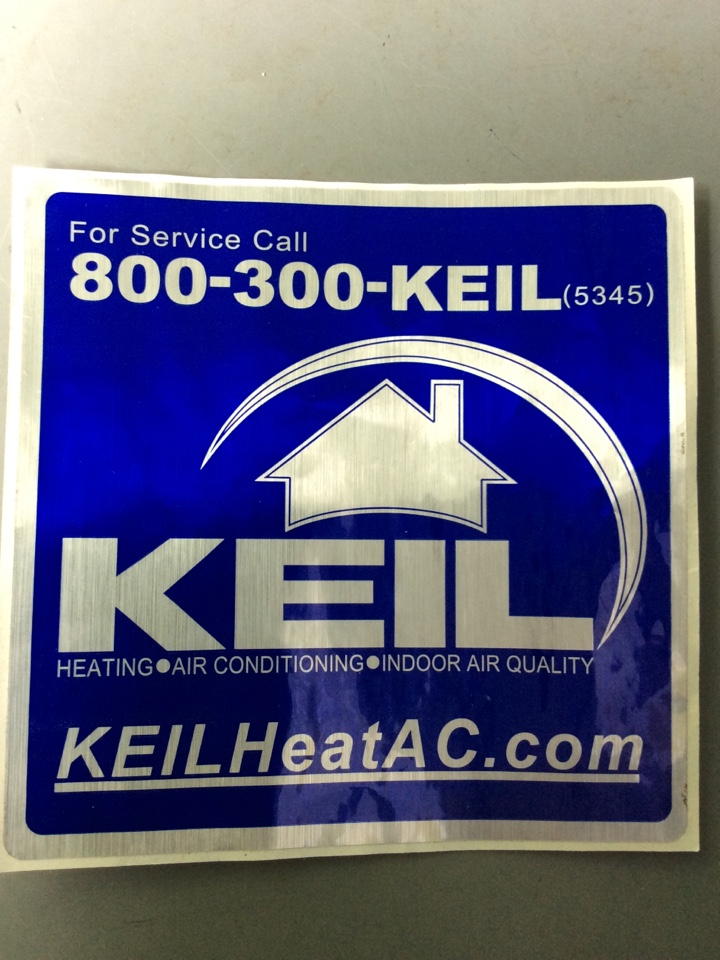 For Service Call
800-300-KEIL (5345)
KEIL
HEATING•AIR CONDITIONING•INDOOR AIR QUALITY
KEILHeatAC.com